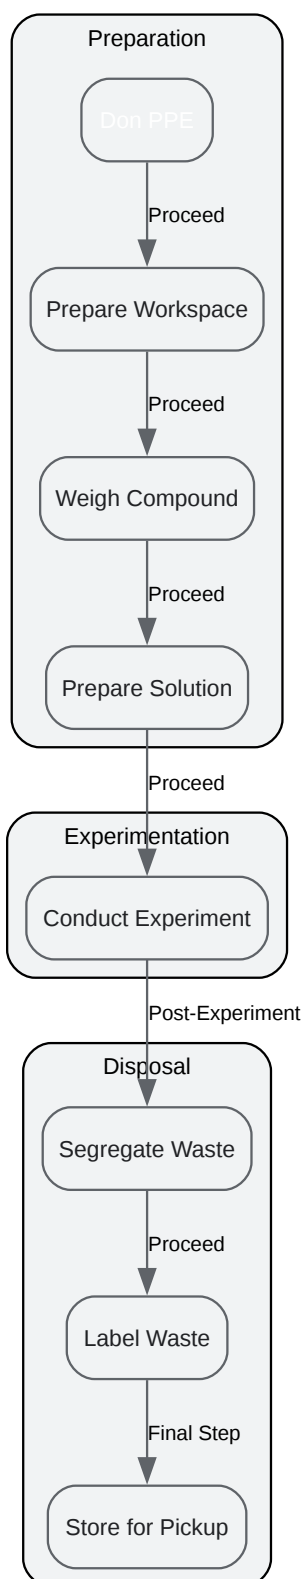 Preparation
Don PPE
Proceed
Prepare Workspace
Proceed
Weigh Compound
Proceed
Prepare Solution
Proceed
Experimentation
Conduct Experiment
Post-Experiment
Disposal
Segregate Waste
Proceed
Label Waste
Final Step
Store for Pickup